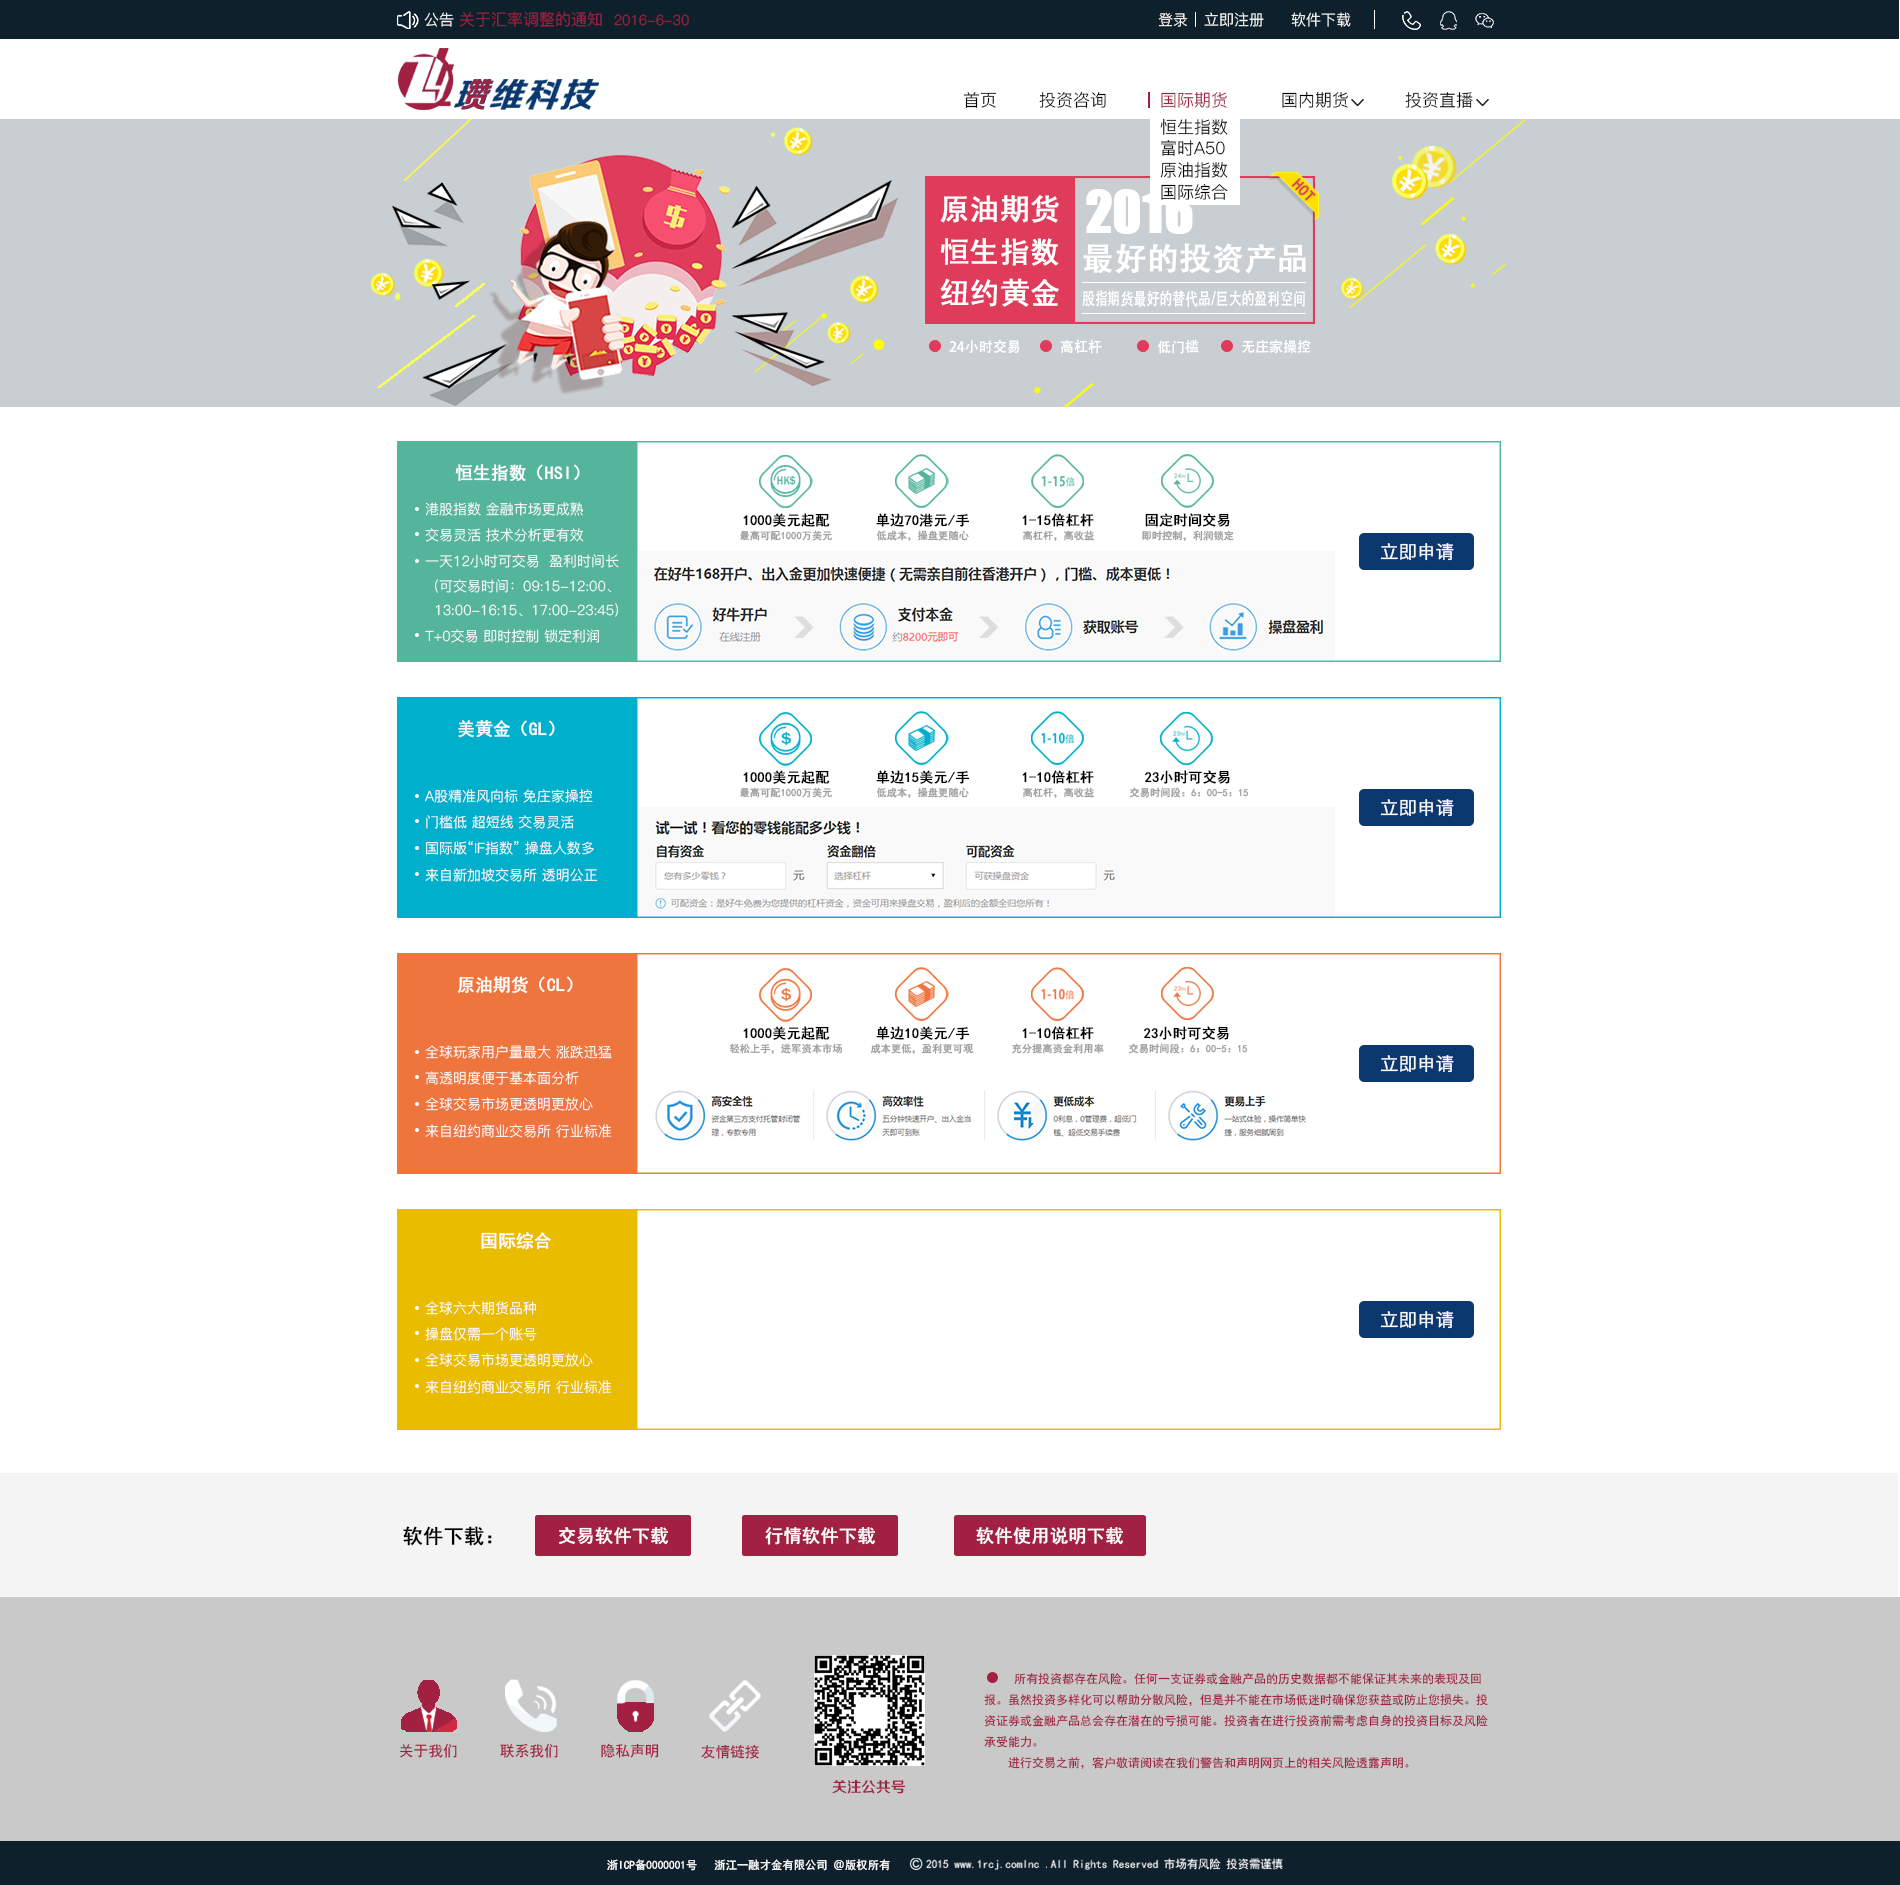 公告 关于汇率调整的通知 2016-6-30
登录 | 立即注册 软件下载
瓒维科技
首页 投资咨询 国际期货 国内期货 投资直播
恒生指数
富时A50
原油指数
国际综合
原油期货
恒生指数
纽约黄金
2016
HOT
最好的投资产品
股指期货最好的替代品/巨大的盈利空间
24小时交易 高杠杆 低门槛 无庄家操控
恒生指数（HSI）
• 港股指数 金融市场更成熟
• 交易灵活 技术分析更有效
• 一天12小时可交易 盈利时间长
(可交易时间：09:15-12:00、
13:00-16:15、17:00-23:45)
• T+0交易 即时控制 锁定利润
HK$ 1-15倍 24hr
1000美元起配 单边70港元/手 1-15倍杠杆 固定时间交易
最高可配1000万美元 低成本，操盘更随心 高杠杆，高收益 即时控制，利润锁定
立即申请
在好牛168开户、出入金更加快速便捷（无需亲自前往香港开户），门槛、成本更低！
好牛开户 支付本金 获取账号 操盘盈利
在线注册 约8200元即可
美黄金（GL）
• A股精准风向标 免庄家操控
• 门槛低 超短线 交易灵活
• 国际版“IF指数” 操盘人数多
• 来自新加坡交易所 透明公正
$ 1-10倍 23hr
1000美元起配 单边15美元/手 1-10倍杠杆 23小时可交易
最高可配1000万美元 低成本，操盘更随心 高杠杆，高收益 交易时间段：6：00-5：15
立即申请
试一试！看您的零钱能配多少钱！
自有资金 资金翻倍 可配资金
您有多少零钱？ 元 选择杠杆 可获操盘资金 元
可配资金：是好牛免费为您提供的杠杆资金，资金可用来操盘交易，盈利后的金额全归您所有！
原油期货（CL）
• 全球玩家用户量最大 涨跌迅猛
• 高透明度便于基本面分析
• 全球交易市场更透明更放心
• 来自纽约商业交易所 行业标准
$ 1-10倍 23hr
1000美元起配 单边10美元/手 1-10倍杠杆 23小时可交易
轻松上手，进军资本市场 成本更低，盈利更可观 充分提高资金利用率 交易时间段：6：00-5：15
立即申请
高安全性 高效率性 更低成本 更易上手
资金第三方支付托管封闭管 五分钟快速开户、出入金当 0利息，0管理费，超低门 一站式体验，操作简单快
理，专款专用 天即可到账 槛、超低交易手续费 捷，服务细腻周到
国际综合
• 全球六大期货品种
• 操盘仅需一个账号
• 全球交易市场更透明更放心
• 来自纽约商业交易所 行业标准
立即申请
软件下载： 交易软件下载 行情软件下载 软件使用说明下载
关于我们 联系我们 隐私声明 友情链接
关注公共号
● 所有投资都存在风险。任何一支证券或金融产品的历史数据都不能保证其未来的表现及回
报。虽然投资多样化可以帮助分散风险，但是并不能在市场低迷时确保您获益或防止您损失。投
资证券或金融产品总会存在潜在的亏损可能。投资者在进行投资前需考虑自身的投资目标及风险
承受能力。
进行交易之前，客户敬请阅读在我们警告和声明网页上的相关风险透露声明。
浙ICP备0000001号 浙江一融才金有限公司 @版权所有 © 2015 www.1rcj.comInc .All Rights Reserved 市场有风险 投资需谨慎